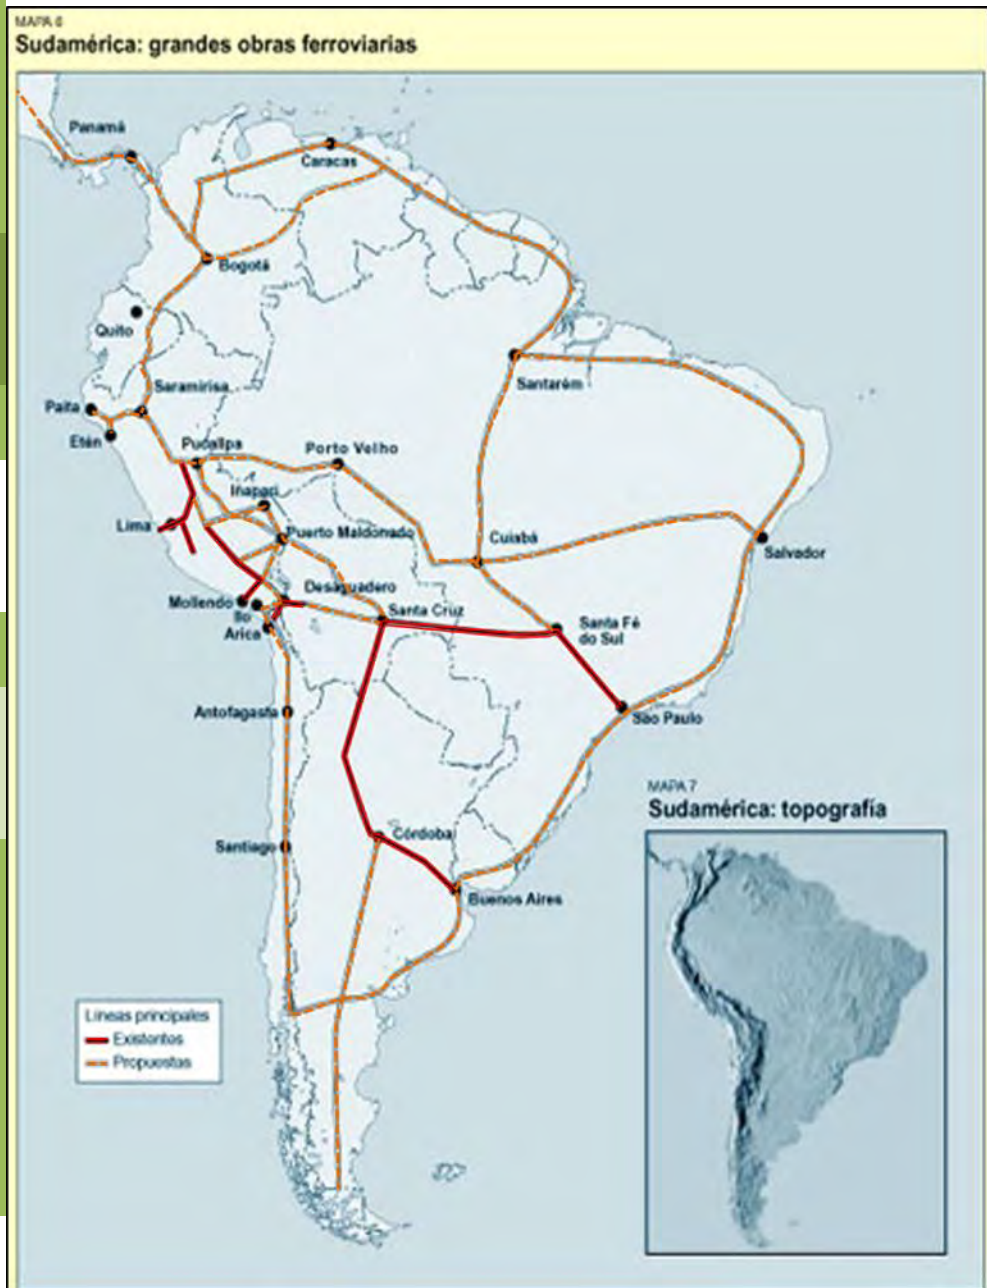 MAPA 6
Sudamérica: grandes obras ferroviarias
Panamá
Caracas
Bogotá
Quito
Saramirisa
Santarém
Paita
Etén
Pucallpa
Porto Velho
Iñapari
Lima
Puerto Maldonado
Cuiabá
Salvador
Desaguadero
Mollendo
Ilo
Santa Cruz
Arica
Santa Fé
do Sul
Antofagasta
São Paulo
MAPA 7
Sudamérica: topografía
Córdoba
Santiago
Buenos Aires
Líneas principales
Existentes
Propuestas